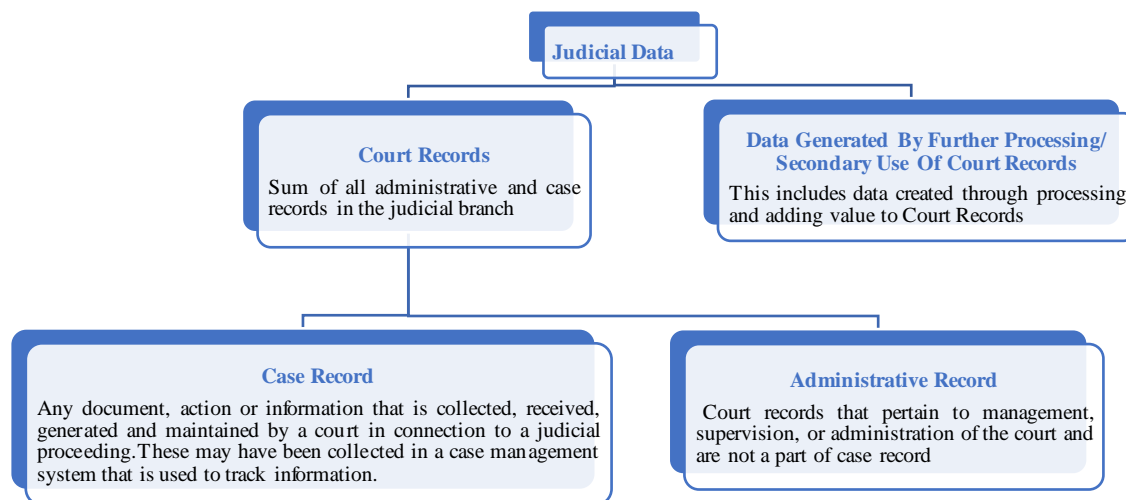 Judicial Data
Court Records
Sum of all administrative and case
records in the judicial branch
Data Generated By Further Processing/
Secondary Use Of Court Records
This includes data created through processing
and adding value to Court Records
Case Record
Any document, action or information that is collected, received,
generated and maintained by a court in connection to a judicial
proceeding. These may have been collected in a case management
system that is used to track information.
Administrative Record
Court records that pertain to management,
supervision, or administration of the court and
are not a part of case record